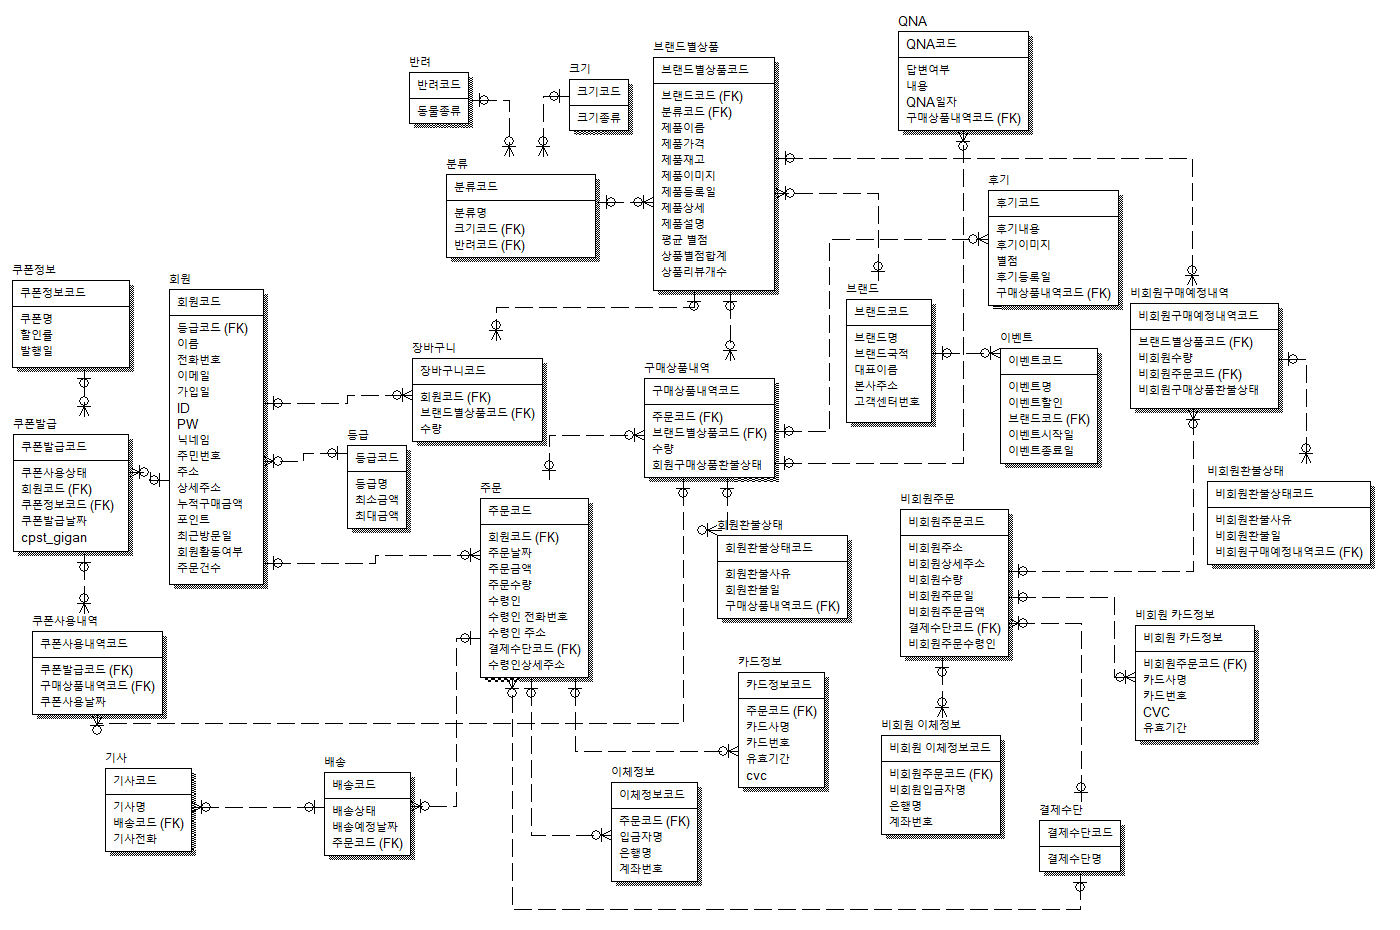 QNA
QNA코드
답변여부
내용
QNA일자
구매상품내역코드 (FK)
브랜드별상품
브랜드별상품코드
브랜드코드 (FK)
분류코드 (FK)
제품이름
제품가격
제품재고
제품이미지
제품등록일
제품상세
제품설명
평균 별점
상품별점합계
상품리뷰개수
반려
반려코드
동물종류
크기
크기코드
크기종류
분류
분류코드
분류명
크기코드 (FK)
반려코드 (FK)
후기
후기코드
후기내용
후기이미지
별점
후기등록일
구매상품내역코드 (FK)
쿠폰정보
쿠폰정보코드
쿠폰명
할인률
발행일
회원
회원코드
등급코드 (FK)
이름
전화번호
이메일
가입일
ID
PW
닉네임
주민번호
주소
상세주소
누적구매금액
포인트
최근방문일
회원활동여부
주문건수
브랜드
브랜드코드
브랜드명
브랜드국적
대표이름
본사주소
고객센터번호
비회원구매예정내역
비회원구매예정내역코드
브랜드별상품코드 (FK)
비회원수량
비회원주문코드 (FK)
비회원구매상품환불상태
이벤트
이벤트코드
이벤트명
이벤트할인
브랜드코드 (FK)
이벤트시작일
이벤트종료일
장바구니
장바구니코드
회원코드 (FK)
브랜드별상품코드 (FK)
수량
구매상품내역
구매상품내역코드
주문코드 (FK)
브랜드별상품코드 (FK)
수량
회원구매상품환불상태
쿠폰발급
쿠폰발급코드
쿠폰사용상태
회원코드 (FK)
쿠폰정보코드 (FK)
쿠폰발급날짜
cpst_gigan
등급
등급코드
등급명
최소금액
최대금액
비회원환불상태
비회원환불상태코드
비회원환불사유
비회원환불일
비회원구매예정내역코드 (FK)
주문
주문코드
회원코드 (FK)
주문날짜
주문금액
주문수량
수령인
수령인 전화번호
수령인 주소
결제수단코드 (FK)
수령인상세주소
회원환불상태
회원환불상태코드
회원환불사유
회원환불일
구매상품내역코드 (FK)
비회원주문
비회원주문코드
비회원주소
비회원상세주소
비회원수량
비회원주문일
비회원주문금액
결제수단코드 (FK)
비회원주문수령인
쿠폰사용내역
쿠폰사용내역코드
쿠폰발급코드 (FK)
구매상품내역코드 (FK)
쿠폰사용날짜
비회원 카드정보
비회원 카드정보
비회원주문코드 (FK)
카드사명
카드번호
CVC
유효기간
카드정보
카드정보코드
주문코드 (FK)
카드사명
카드번호
유효기간
cvc
비회원 이체정보
비회원 이체정보코드
비회원주문코드 (FK)
비회원입금자명
은행명
계좌번호
기사
기사코드
기사명
배송코드 (FK)
기사전화
배송
배송코드
배송상태
배송예정날짜
주문코드 (FK)
이체정보
이체정보코드
주문코드 (FK)
입금자명
은행명
계좌번호
결제수단
결제수단코드
결제수단명